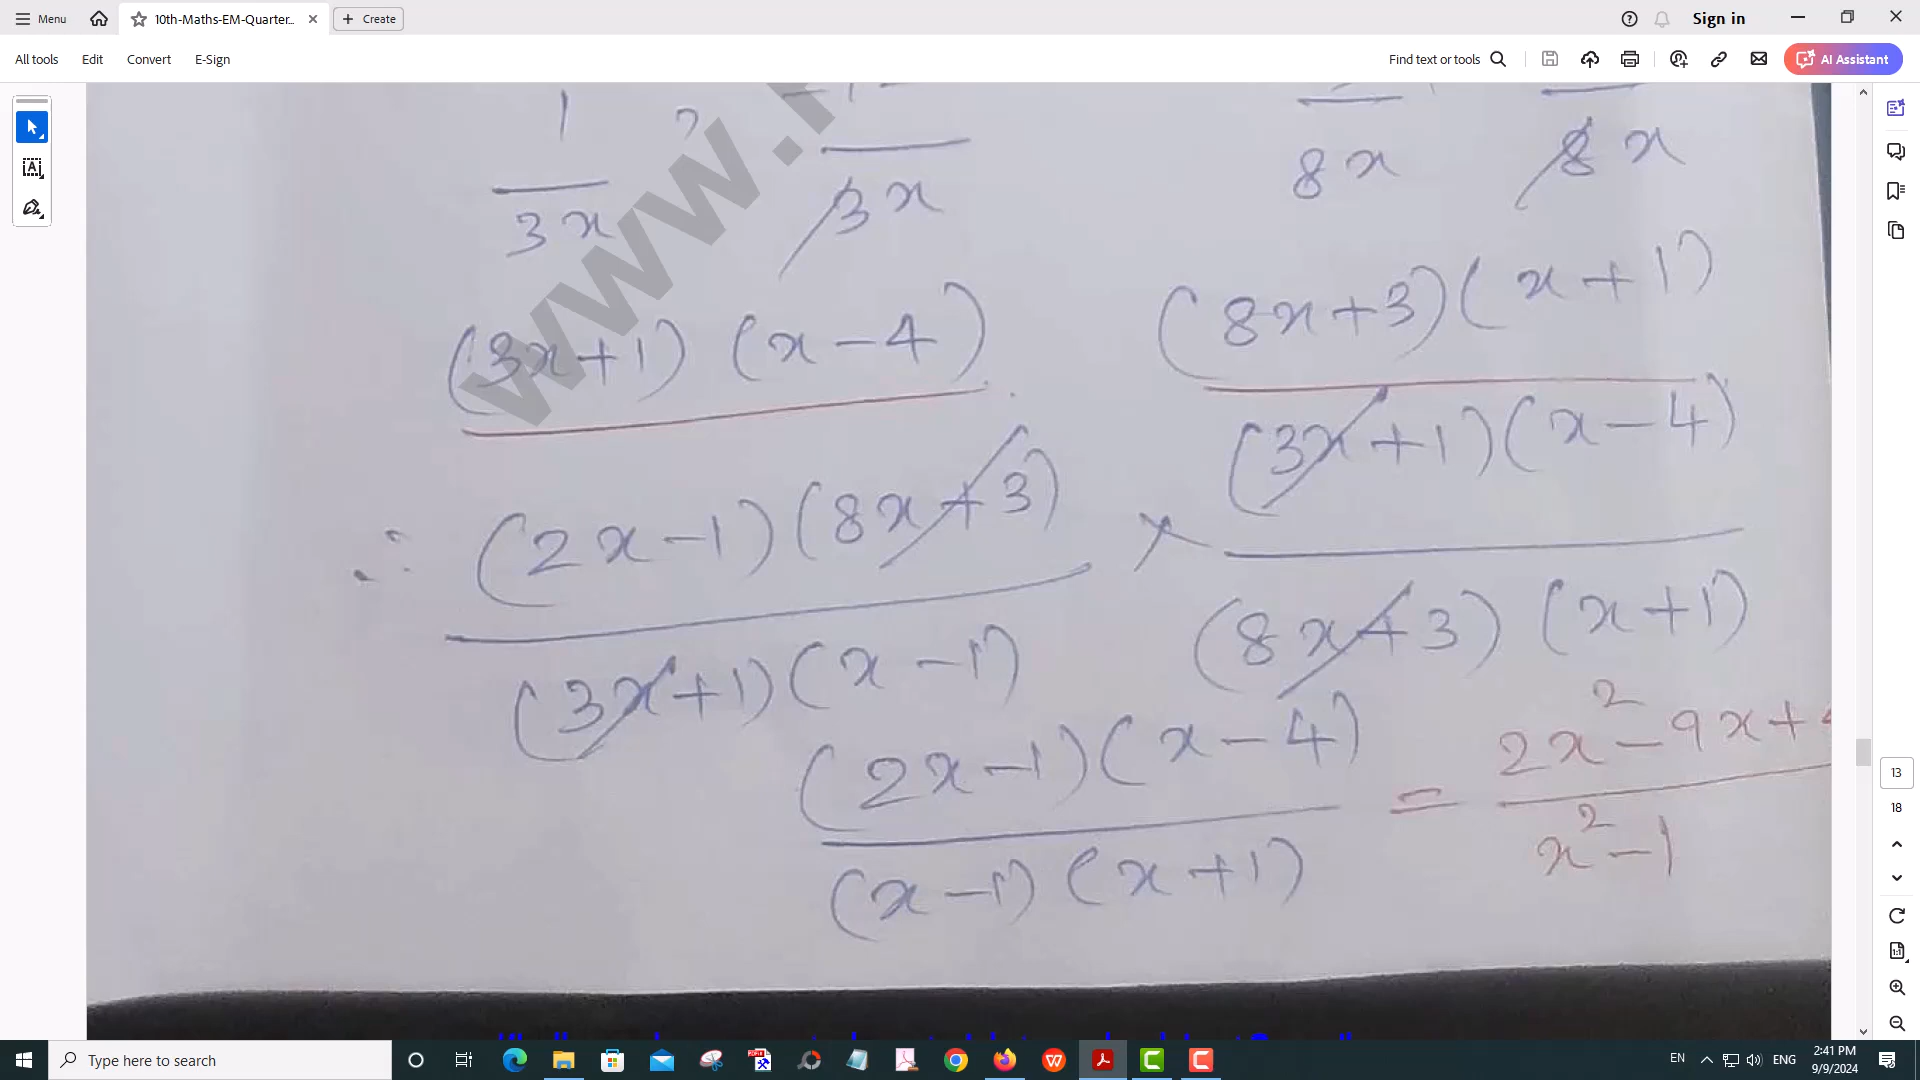 Menu
10th-Maths-EM-Quarter...
Create
Sign in
All tools
Edit
Convert
E-Sign
Find text or tools
AI Assistant
1
3x
3x
8x
8x
www.
(3x+1) (x-4)
(8x+3)(x+1)
∴ (2x-1)(8x+3)
(3x+1)(x-1)
×
(3x+1)(x-4)
(8x+3) (x+1)
(2x-1)(x-4)
(x-1)(x+1)
=
2x²-9x+
x²-1
13
18
Type here to search
EN
ENG
2:41 PM
9/9/2024